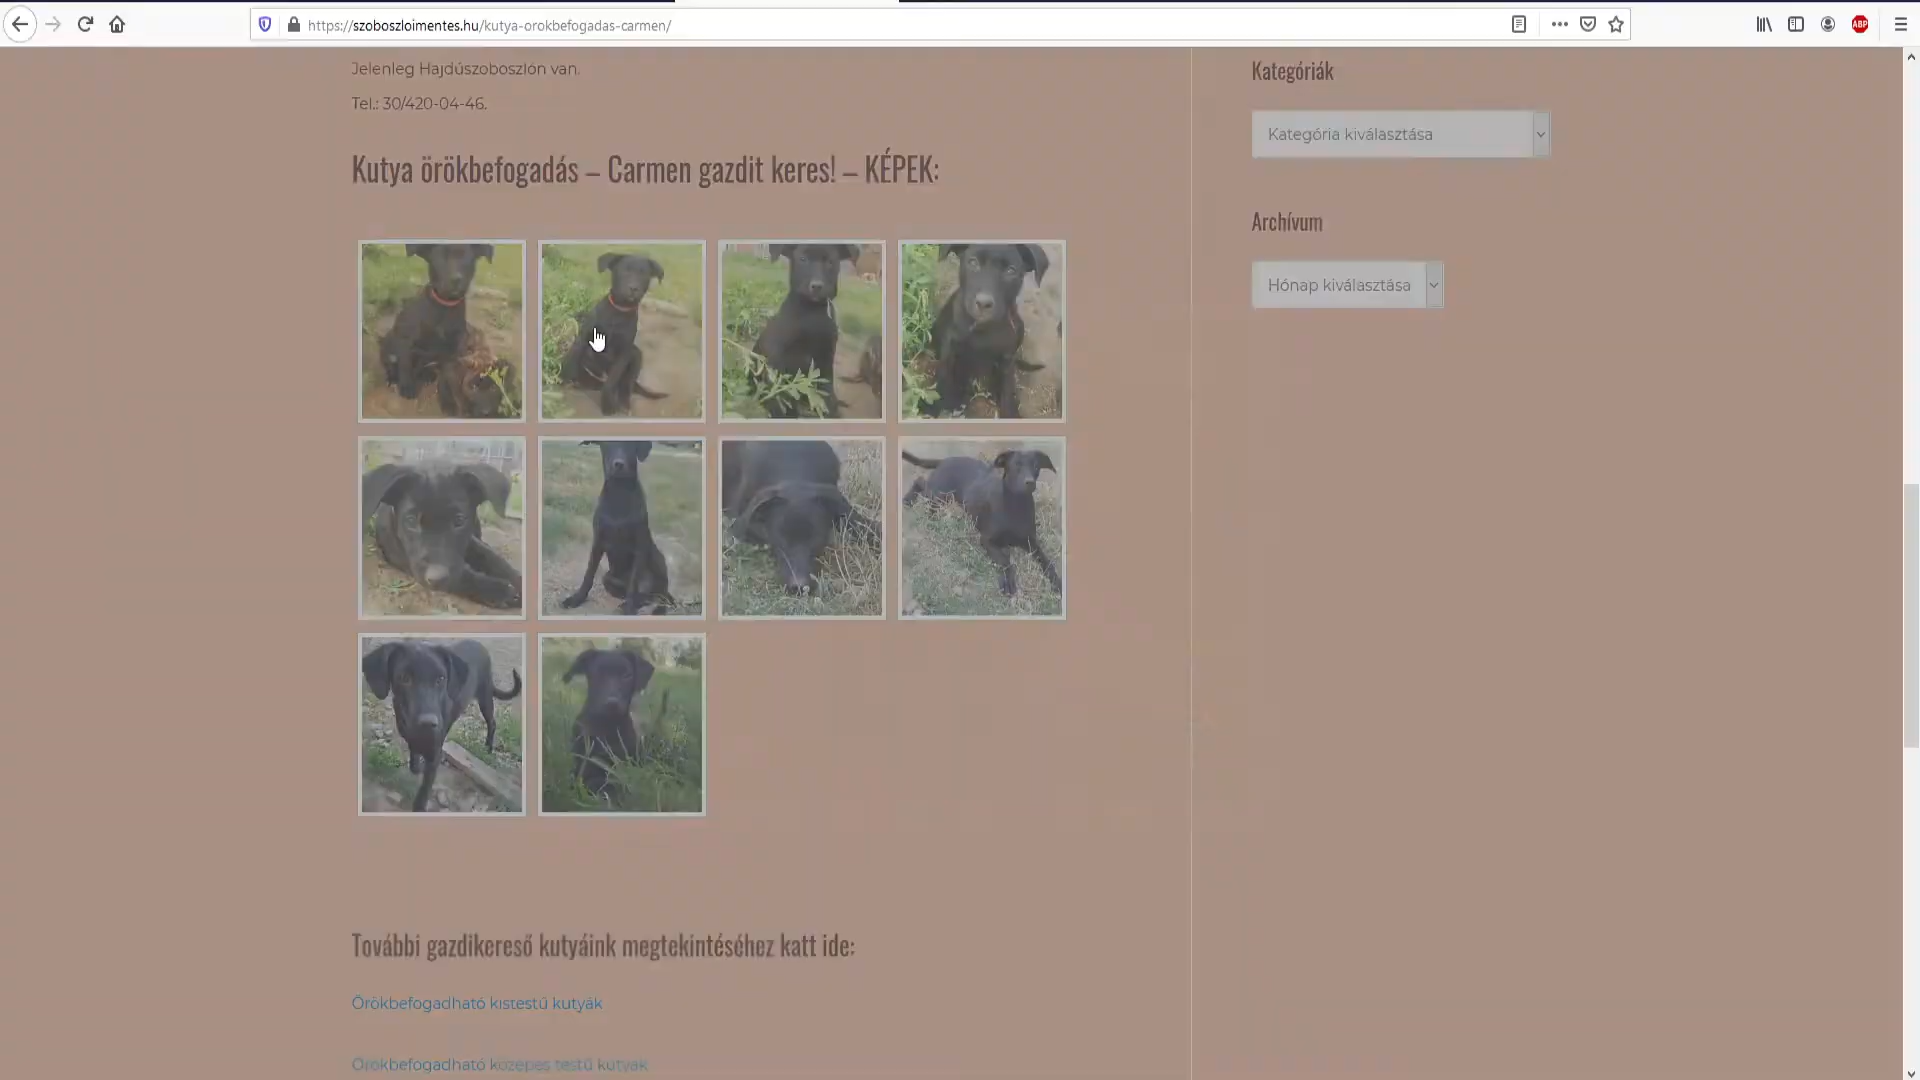 https://szoboszloimentes.hu/kutya-orokbefogadas-carmen/
ABP
Jelenleg Hajdúszoboszlón van.
Tel.: 30/420-04-46.
Kutya örökbefogadás – Carmen gazdit keres! – KÉPEK:
További gazdikereső kutyáink megtekintéséhez katt ide:
Örökbefogadható kistestű kutyák
Örökbefogadható közepes testű kutyák
Kategóriák
Kategória kiválasztása
Archívum
Hónap kiválasztása